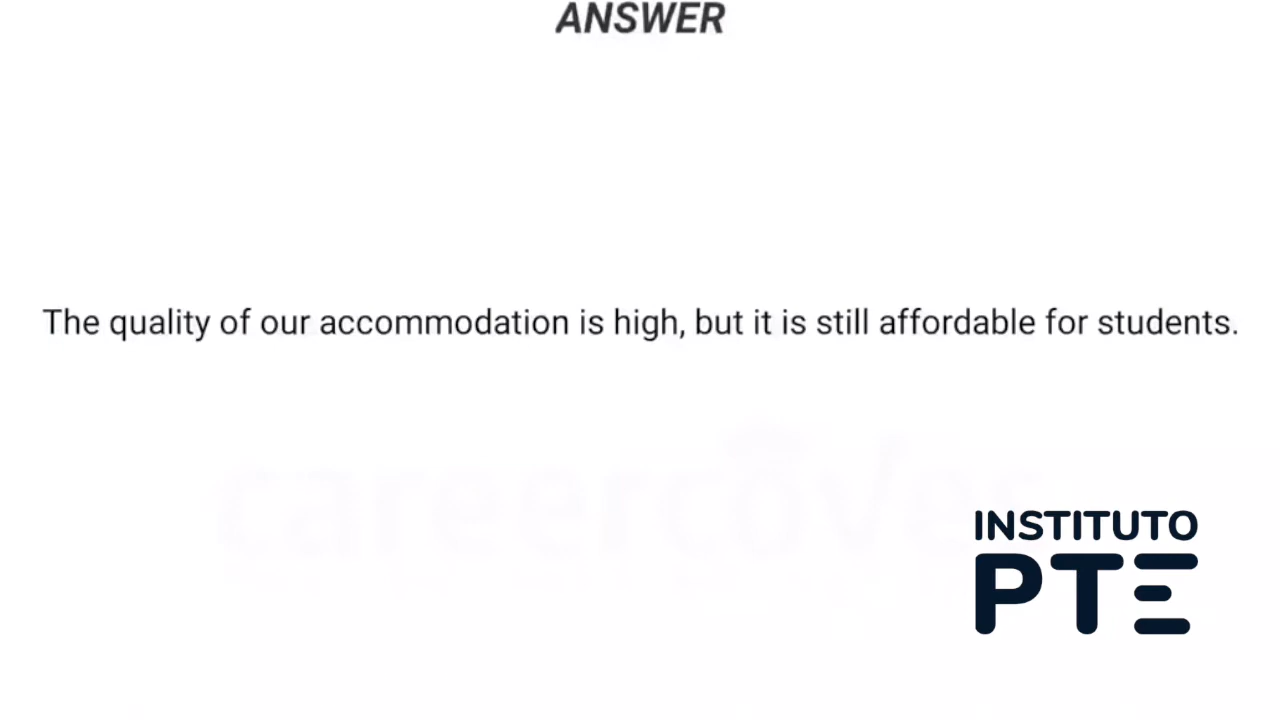 ANSWER
The quality of our accommodation is high, but it is still affordable for students.
INSTITUTO
PTE